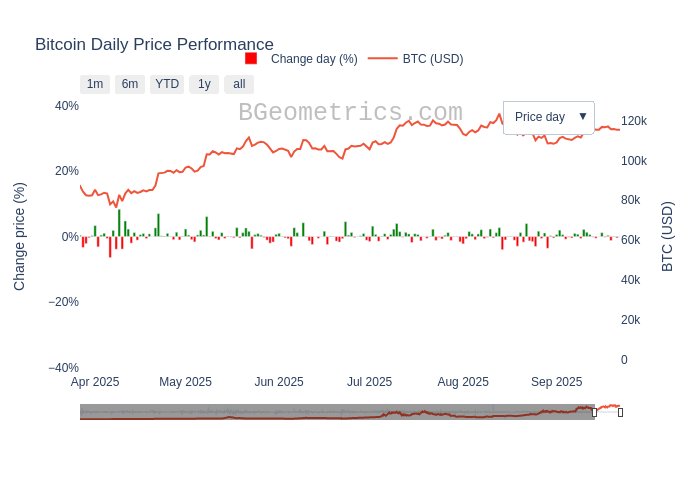 Bitcoin Daily Price Performance
Change day (%) BTC (USD)
1m 6m YTD 1y all
BGeometrics.com
Price day ▼
40%
20%
0%
−20%
−40%
Change price (%)
120k
100k
80k
60k
40k
20k
0
BTC (USD)
Apr 2025 May 2025 Jun 2025 Jul 2025 Aug 2025 Sep 2025